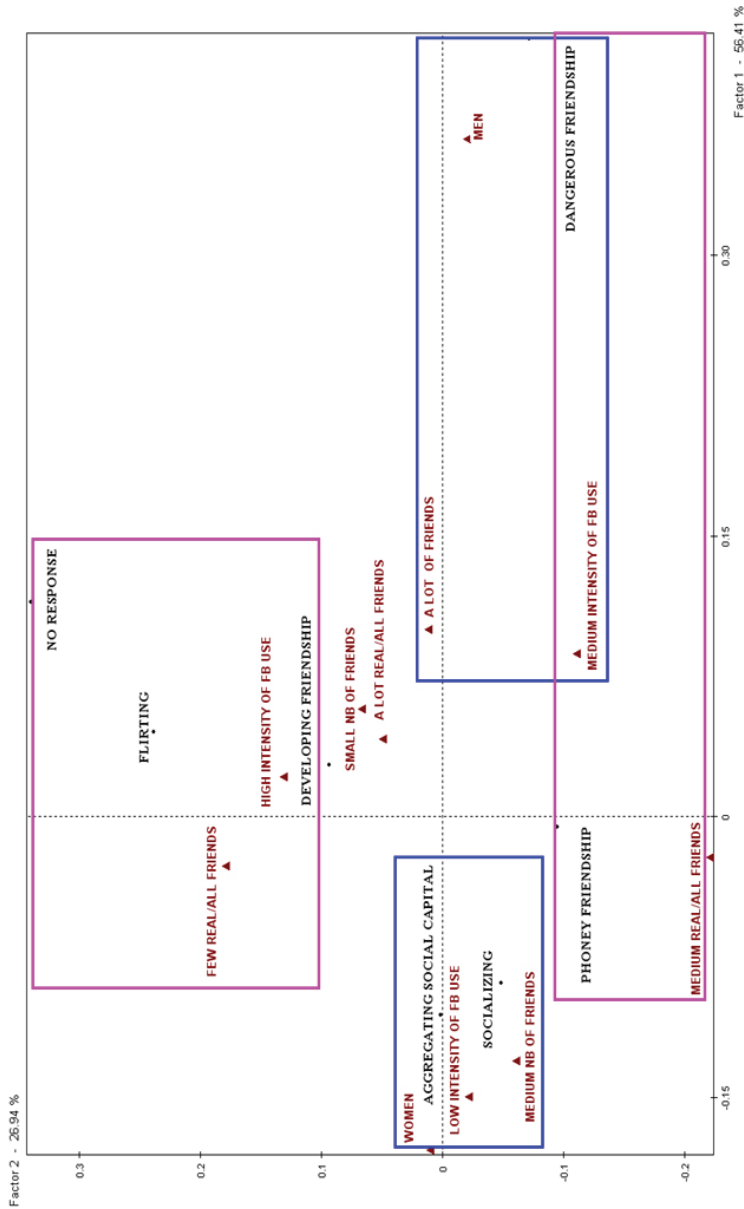 Factor 2 - 26.94 %
NO RESPONSE
0.3
FLIRTING
0.2
FEW REAL/ALL FRIENDS
HIGH INTENSITY OF FB USE
DEVELOPING FRIENDSHIP
0.1
SMALL NB OF FRIENDS
A LOT REAL/ALL FRIENDS
WOMEN
AGGREGATING SOCIAL CAPITAL
A LOT OF FRIENDS
0
LOW INTENSITY OF FB USE
MEN
SOCIALIZING
MEDIUM NB OF FRIENDS
-0.1
DANGEROUS FRIENDSHIP
PHONEY FRIENDSHIP
MEDIUM INTENSITY OF FB USE
-0.2
MEDIUM REAL/ALL FRIENDS
-0.15 0 0.15 0.30
Factor 1 - 56.41 %